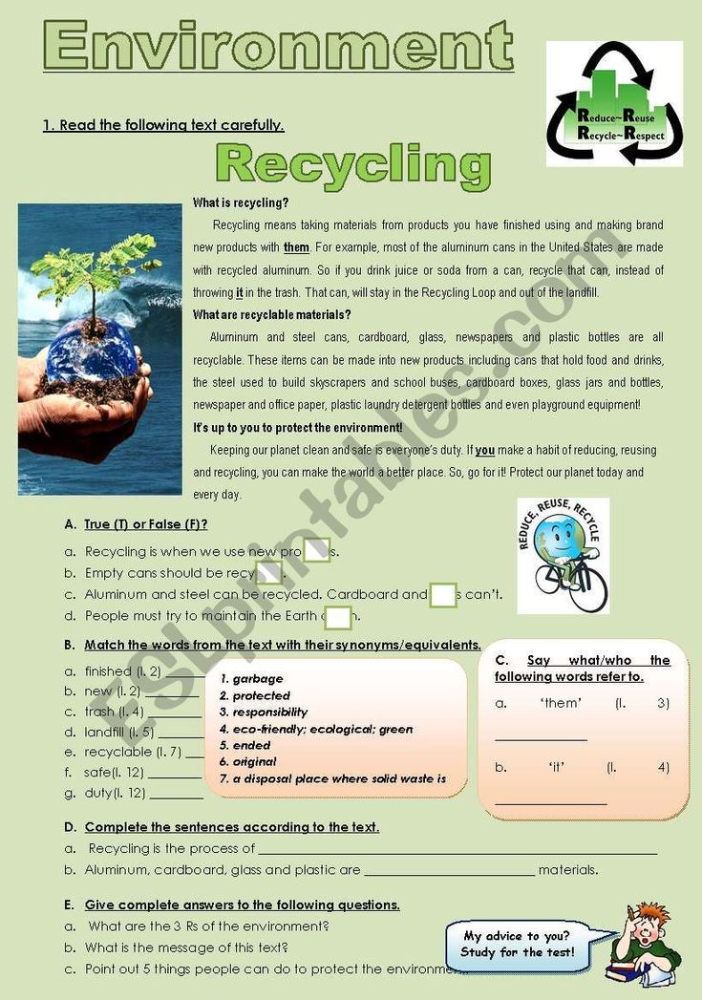 Environment
Reduce~Reuse
Recycle~Respect
1. Read the following text carefully.
Recycling
What is recycling?
Recycling means taking materials from products you have finished using and making brand
new products with them. For example, most of the aluminum cans in the United States are made
with recycled aluminum. So if you drink juice or soda from a can, recycle that can, instead of
throwing it in the trash. That can, will stay in the Recycling Loop and out of the landfill.
What are recyclable materials?
Aluminum and steel cans, cardboard, glass, newspapers and plastic bottles are all
recyclable. These items can be made into new products including cans that hold food and drinks,
the steel used to build skyscrapers and school buses, cardboard boxes, glass jars and bottles,
newspaper and office paper, plastic laundry detergent bottles and even playground equipment!
It's up to you to protect the environment!
Keeping our planet clean and safe is everyone's duty. If you make a habit of reducing, reusing
and recycling, you can make the world a better place. So, go for it! Protect our planet today and
every day.
REDUCE, REUSE, RECYCLE
A. True (T) or False (F)?
a. Recycling is when we use new pro s.
b. Empty cans should be recy .
c. Aluminum and steel can be recycled. Cardboard and s can't.
d. People must try to maintain the Earth n.
B. Match the words from the text with their synonyms/equivalents.
a. finished (l. 2) ______
b. new (l. 2) ________
c. trash (l. 4) ________
d. landfill (l. 5) _______
e. recyclable (l. 7) ___
f. safe(l. 12) ________
g. duty(l. 12) ________
1. garbage
2. protected
3. responsibility
4. eco-friendly; ecological; green
5. ended
6. original
7. a disposal place where solid waste is
C. Say what/who the
following words refer to.
a. 'them' (l. 3)
______________
b. 'it' (l. 4)
_________________
D. Complete the sentences according to the text.
a. Recycling is the process of ____________________________________________
b. Aluminum, cardboard, glass and plastic are _________________________ materials.
E. Give complete answers to the following questions.
a. What are the 3 Rs of the environment?
b. What is the message of this text?
c. Point out 5 things people can do to protect the environment.
My advice to you?
Study for the test!
ESLprintables.com